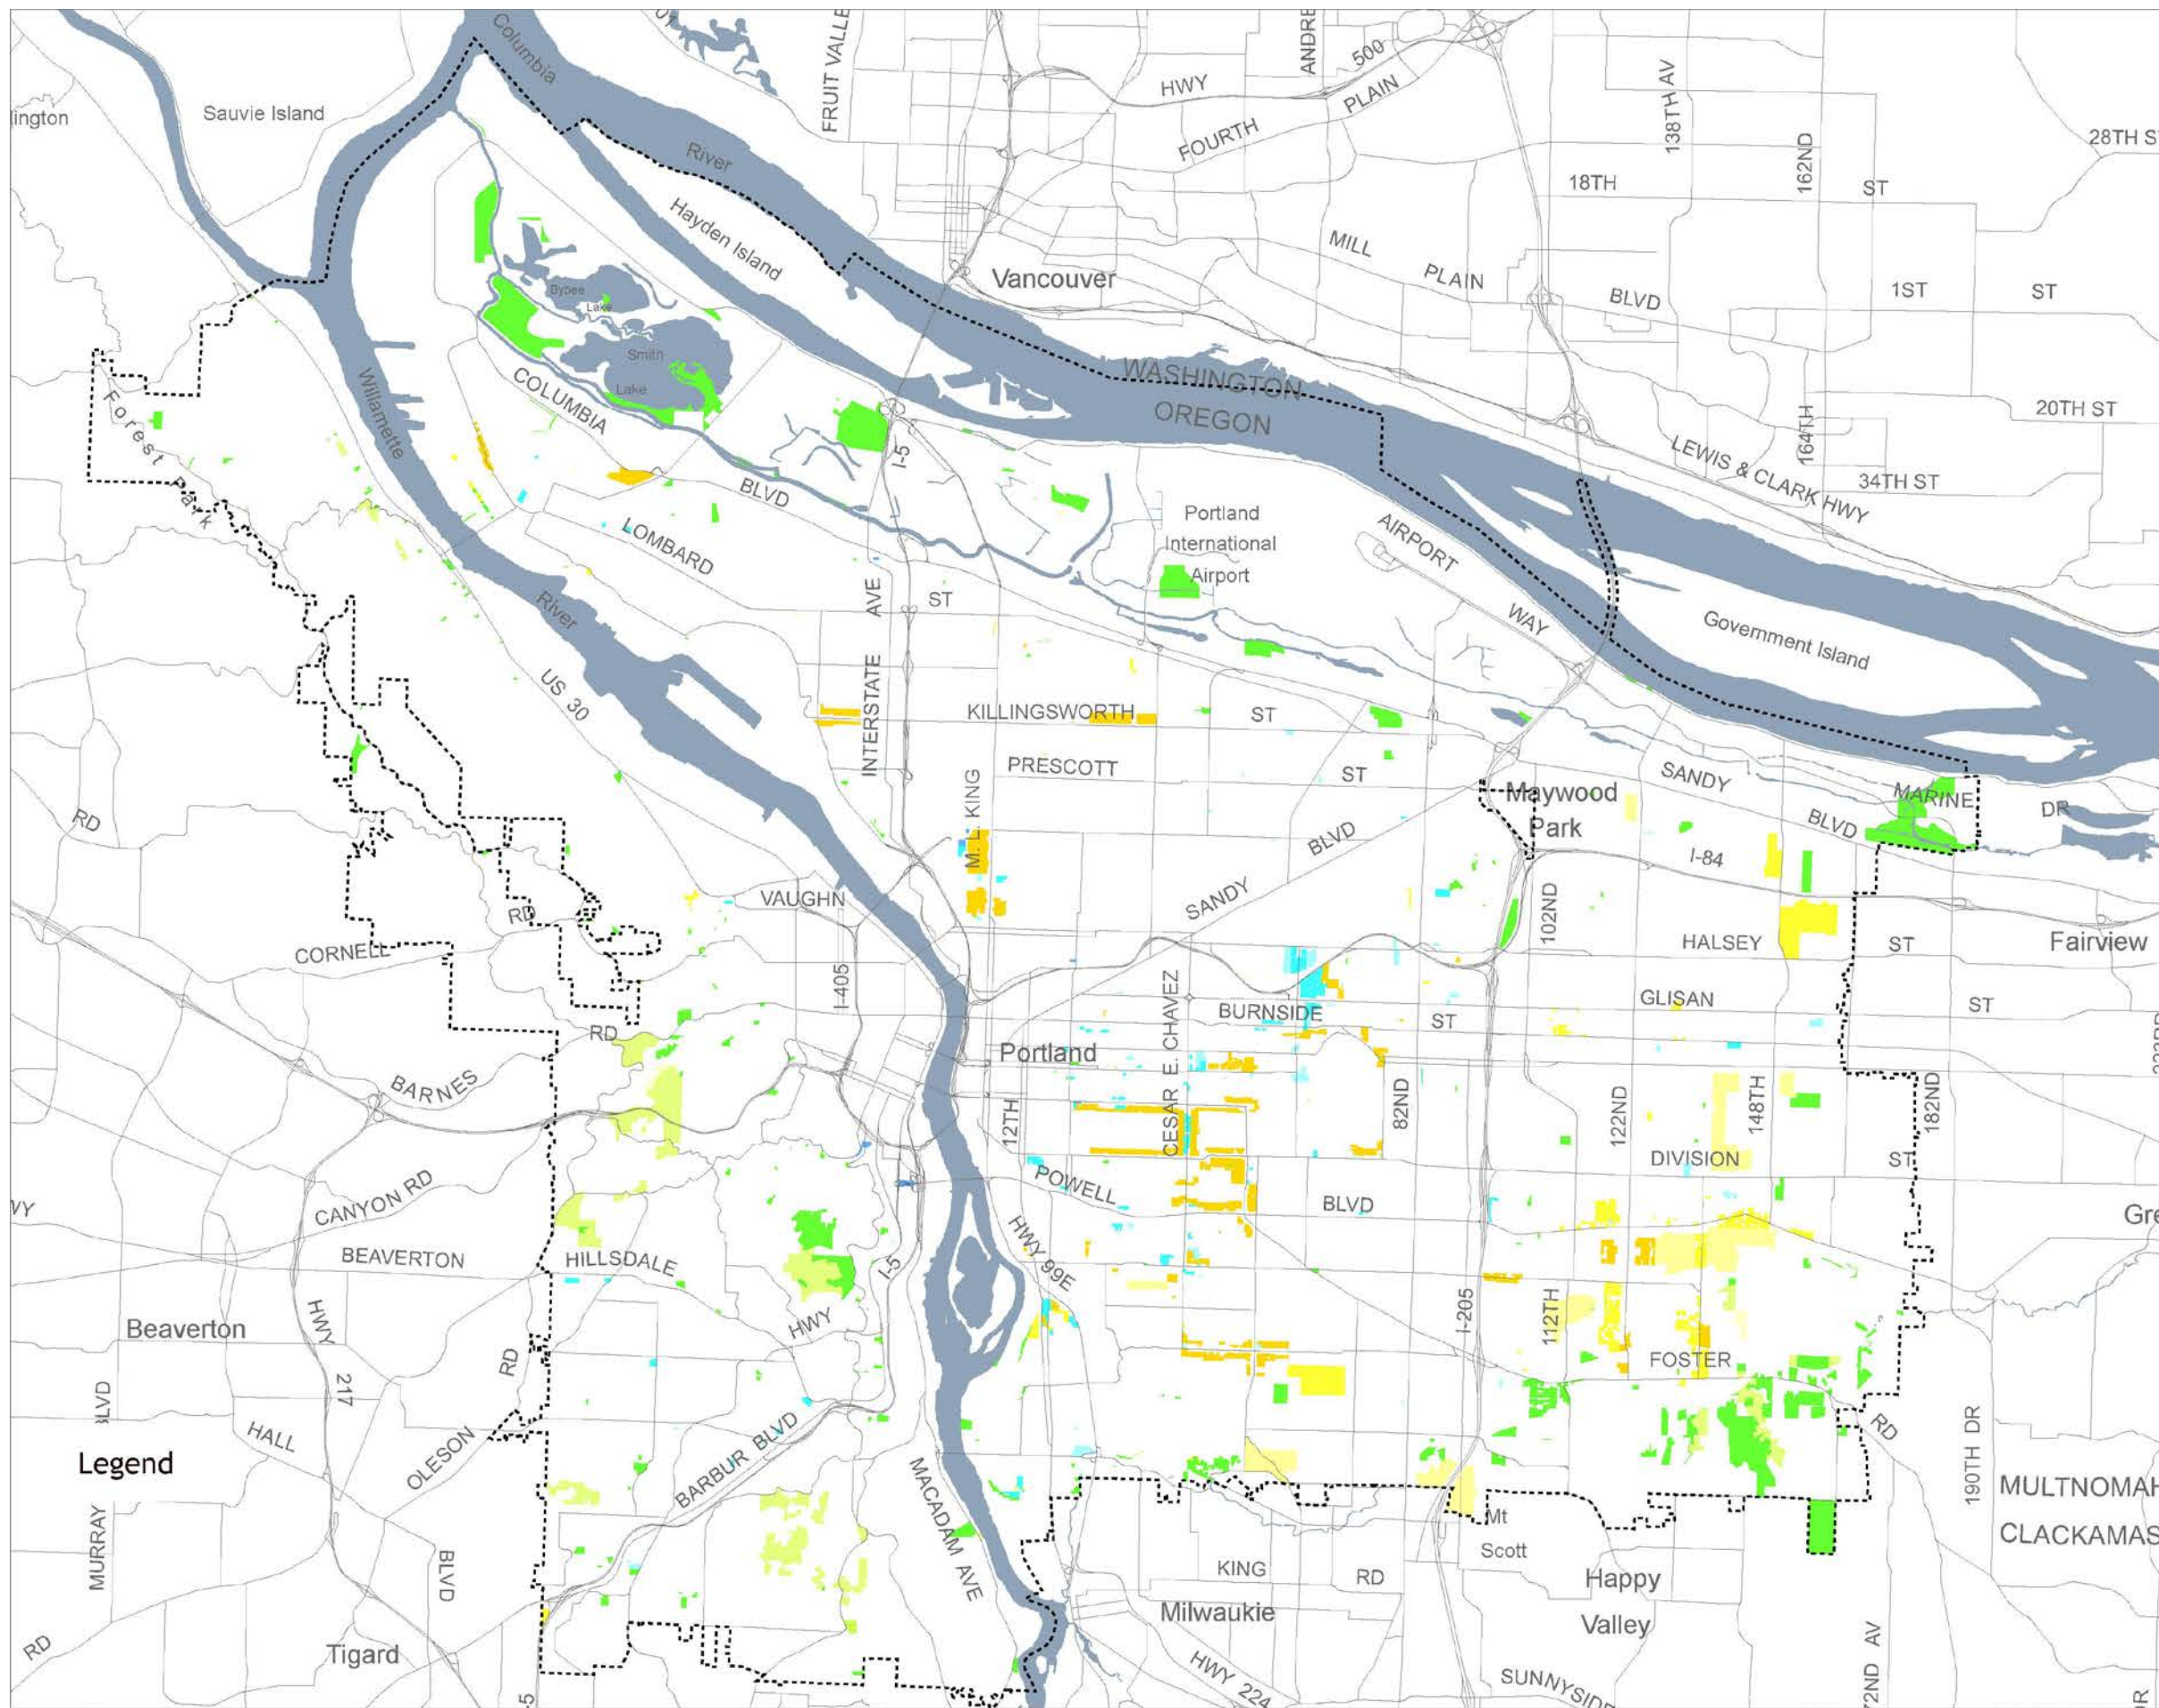 Columbia
FRUIT VALLE
ANDRE
500
HWY
PLAIN
FOURTH
138TH AV
162ND
28TH S
lington
Sauvie Island
River
18TH
ST
Hayden Island
MILL
PLAIN
BLVD
1ST
ST
Vancouver
Bybee
Lake
Smith
Lake
COLUMBIA
BLVD
WASHINGTON
OREGON
20TH ST
164TH
LEWIS & CLARK HWY
34TH ST
Forest
Park
Willamette
I-5
LOMBARD
ST
Portland
International
Airport
AIRPORT
WAY
River
INTERSTATE AVE
Government Island
US 30
KILLINGSWORTH
ST
PRESCOTT
ST
M. L. KING
SANDY
BLVD
Maywood
Park
SANDY
BLVD
MARINE
DR
RD
I-84
VAUGHN
102ND
CORNELL
RD
HALSEY
ST
Fairview
I-405
CESAR E. CHAVEZ
GLISAN
ST
BURNSIDE
ST
RD
Portland
BARNES
12TH
82ND
122ND
148TH
182ND
DIVISION
ST
CANYON RD
POWELL
BLVD
Gre
BEAVERTON
HILLSDALE
HWY
I-5
HWY 99E
I-205
112TH
Beaverton
HWY
217
RD
FOSTER
RD
HALL
BLVD
OLESON
Legend
BARBUR BLVD
MACADAM AVE
190TH DR
MULTNOMAH
CLACKAMAS
MURRAY
Mt
Scott
KING
RD
Happy
Valley
Milwaukie
RD
Tigard
HWY 224
SUNNYSIDE